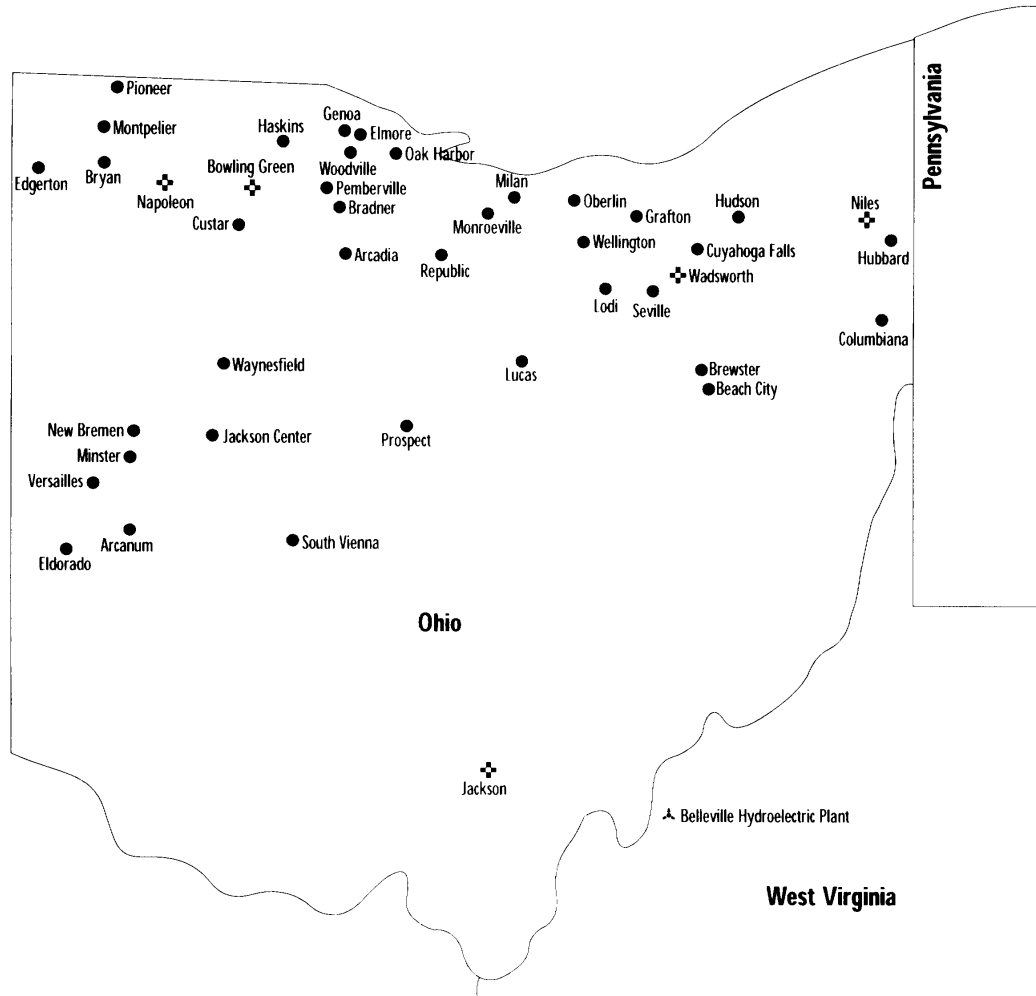 Pioneer
Pennsylvania
Genoa
Haskins
Elmore
Montpelier
Oak Harbor
Woodville
Bowling Green
Bryan
Edgerton
Milan
Pemberville
Napoleon
Oberlin
Hudson
Niles
Bradner
Grafton
Custar
Monroeville
Wellington
Cuyahoga Falls
Arcadia
Hubbard
Republic
Wadsworth
Lodi
Seville
Columbiana
Waynesfield
Brewster
Lucas
Beach City
New Bremen
Jackson Center
Prospect
Minster
Versailles
South Vienna
Arcanum
Eldorado
Ohio
Jackson
Belleville Hydroelectric Plant
West Virginia